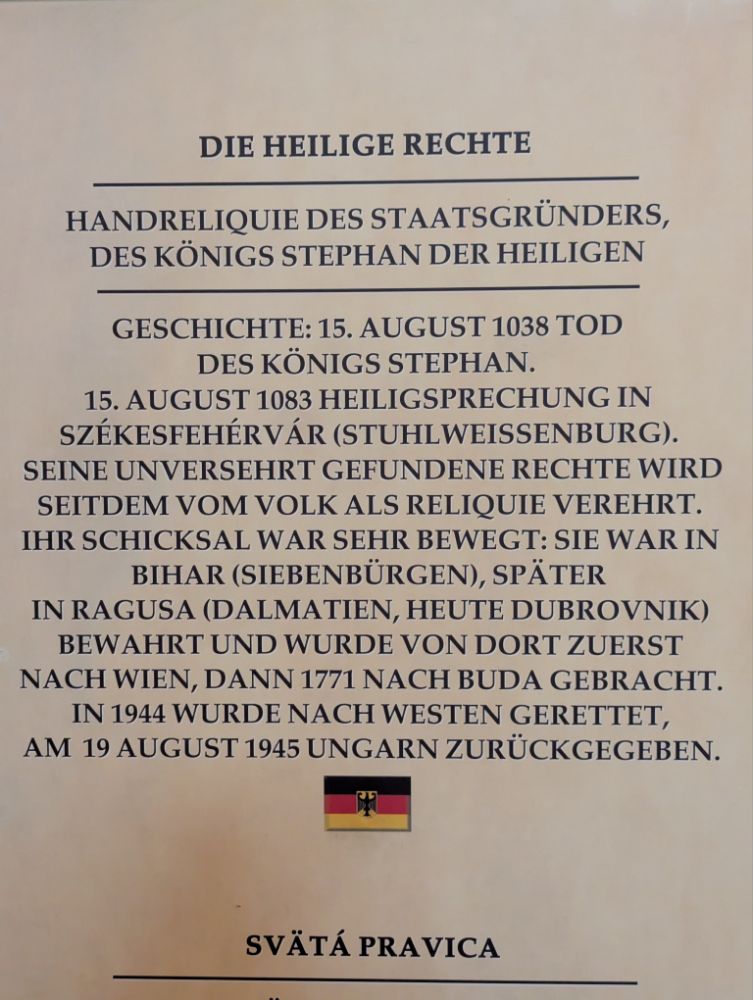 DIE HEILIGE RECHTE
HANDRELIQUIE DES STAATSGRÜNDERS,
DES KÖNIGS STEPHAN DER HEILIGEN
GESCHICHTE: 15. AUGUST 1038 TOD
DES KÖNIGS STEPHAN.
15. AUGUST 1083 HEILIGSPRECHUNG IN
SZÉKESFEHÉRVÁR (STUHLWEISSENBURG).
SEINE UNVERSEHRT GEFUNDENE RECHTE WIRD
SEITDEM VOM VOLK ALS RELIQUIE VEREHRT.
IHR SCHICKSAL WAR SEHR BEWEGT: SIE WAR IN
BIHAR (SIEBENBÜRGEN), SPÄTER
IN RAGUSA (DALMATIEN, HEUTE DUBROVNIK)
BEWAHRT UND WURDE VON DORT ZUERST
NACH WIEN, DANN 1771 NACH BUDA GEBRACHT.
IN 1944 WURDE NACH WESTEN GERETTET,
AM 19 AUGUST 1945 UNGARN ZURÜCKGEGEBEN.
SVÄTÁ PRAVICA